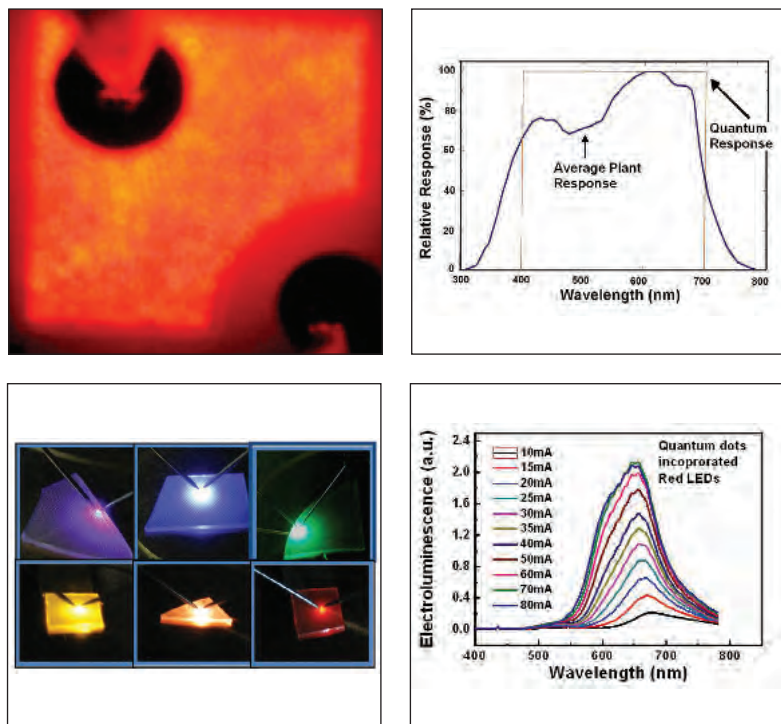 100
80
60
40
20
0
Relative Response (%)
Quantum
Response
Average Plant
Response
300 400 500 600 700 800
Wavelength (nm)
2.4
2.0
1.6
1.2
0.8
0.4
0.0
Electroluminescence (a.u.)
10mA
15mA
20mA
25mA
30mA
35mA
40mA
50mA
60mA
70mA
80mA
Quantum dots
incoprorated
Red LEDs
400 500 600 700 800
Wavelength (nm)